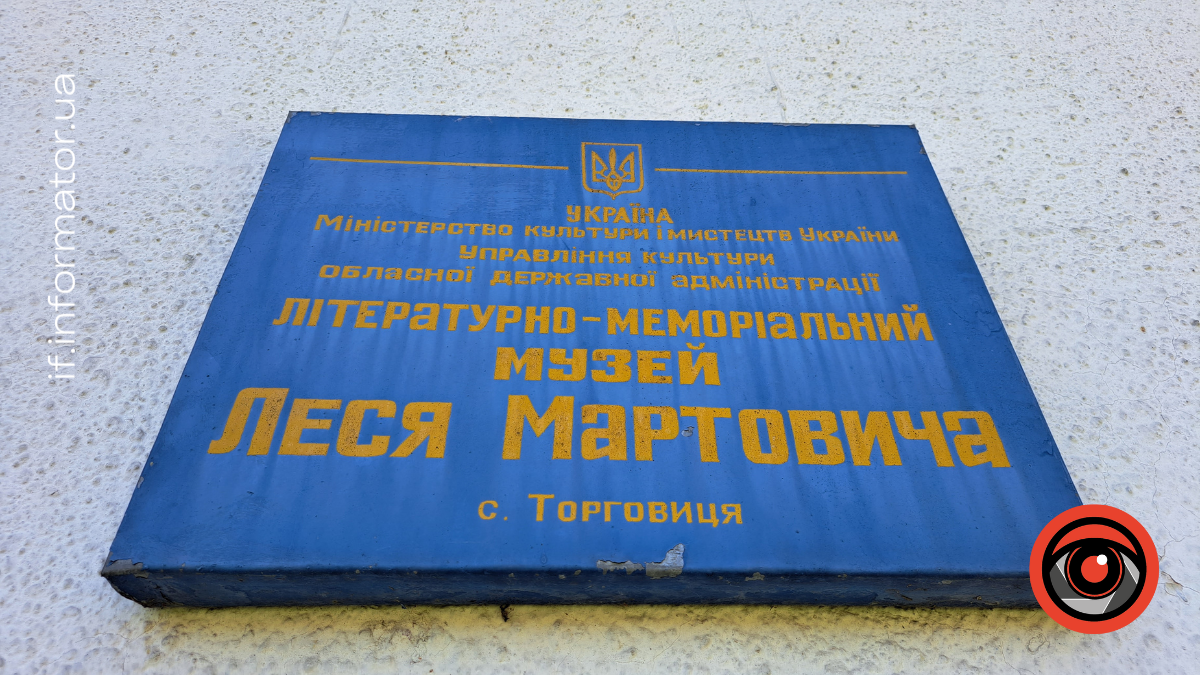 if.informator.ua
УКРАЇНА
Міністерство культури і мистецтв України
Управління культури
обласної державної адміністрації
Літературно-меморіальний
музей
Леся Мартовича
с. Торговиця